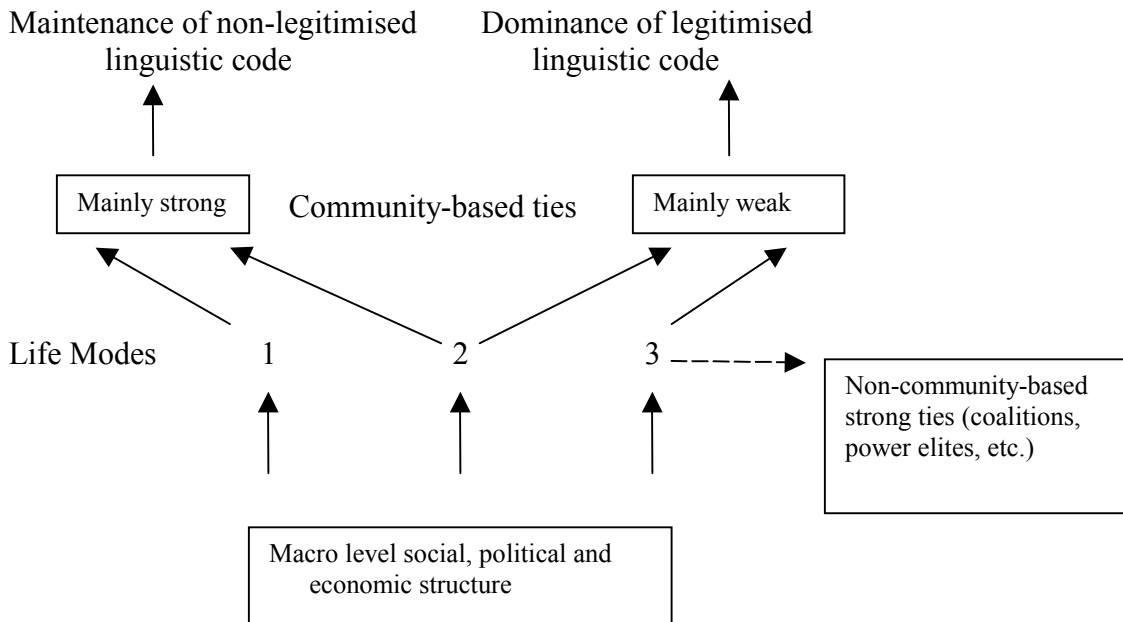 Maintenance of non-legitimised
linguistic code
Dominance of legitimised
linguistic code
Mainly strong
Community-based ties
Mainly weak
Life Modes
1
2
3
Non-community-based
strong ties (coalitions,
power elites, etc.)
Macro level social, political and
economic structure